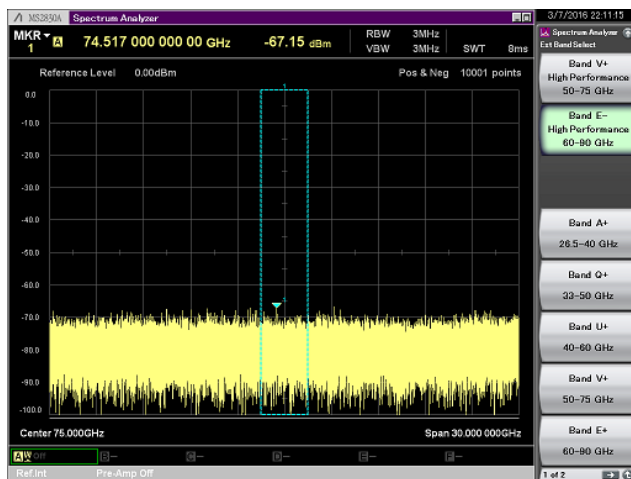 MS2830A Spectrum Analyzer
3/7/2016 22:11:15
MKR 1 A 74.517 000 000 00 GHz -67.15 dBm
RBW 3MHz
VBW 3MHz SWT 8ms
Spectrum Analyzer
Ext Band Select
Reference Level 0.00dBm Pos & Neg 10001 points
0.0
-10.0
-20.0
-30.0
-40.0
-50.0
-60.0
-70.0
-80.0
-90.0
-100.0
1
Center 75.000GHz Span 30.000 000GHz
A W Off B- C- D- E- F-
Ref.Int Pre-Amp Off
Band V+
High Performance
50-75 GHz
Band E-
High Performance
60-90 GHz
Band A+
26.5-40 GHz
Band Q+
33-50 GHz
Band U+
40-60 GHz
Band V+
50-75 GHz
Band E+
60-90 GHz
1 of 2